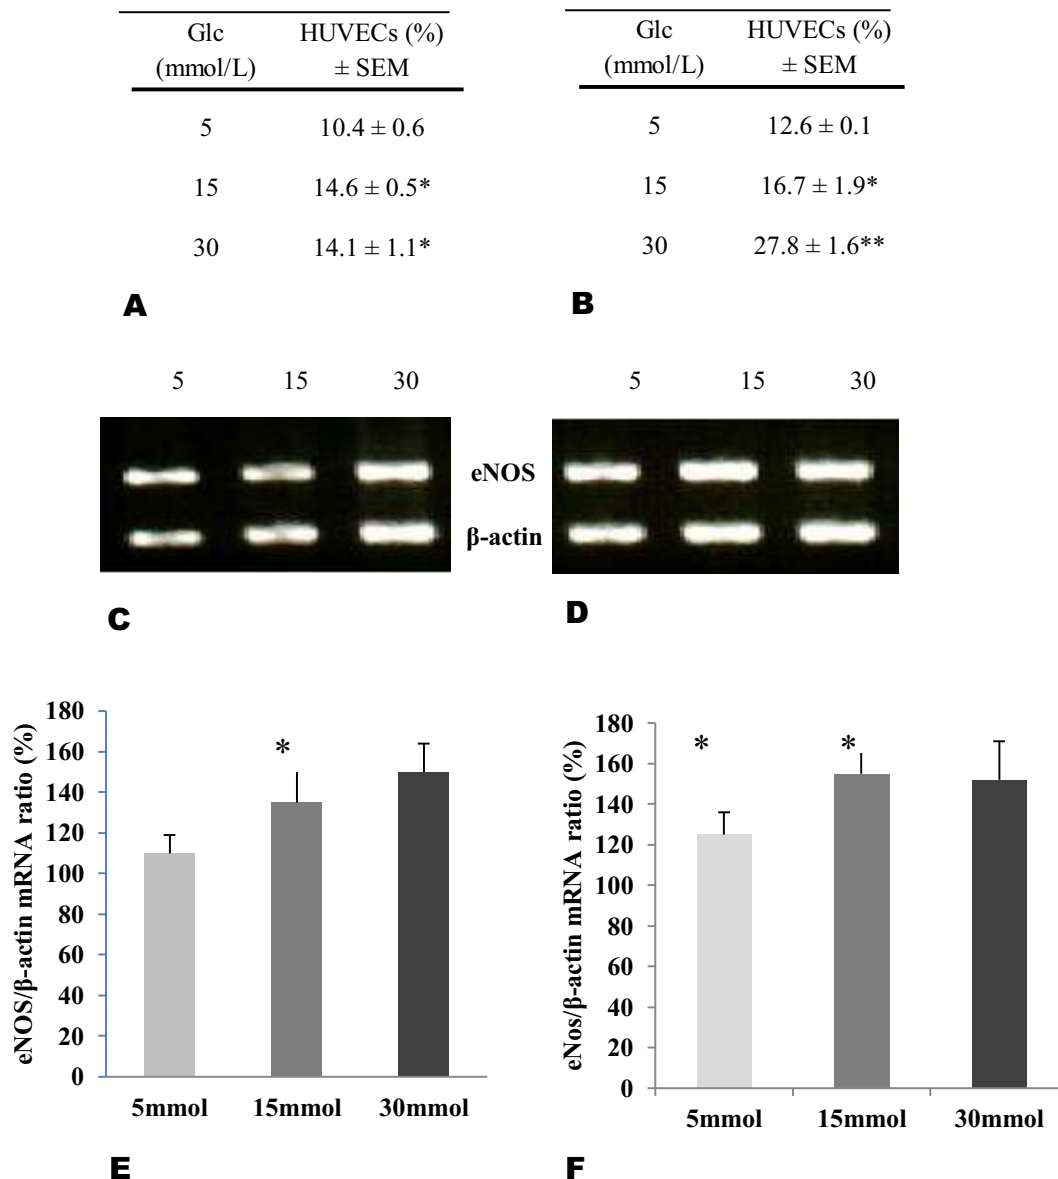 Glc HUVECs (%)
(mmol/L) ± SEM
5 10.4 ± 0.6
15 14.6 ± 0.5*
30 14.1 ± 1.1*
A
Glc HUVECs (%)
(mmol/L) ± SEM
5 12.6 ± 0.1
15 16.7 ± 1.9*
30 27.8 ± 1.6**
B
5 15 30
5 15 30
eNOS
β-actin
C
D
eNOS/β-actin mRNA ratio (%)
180
160
140
120
100
80
60
40
20
0
*
5mmol 15mmol 30mmol
E
eNos/β-actin mRNA ratio (%)
180
160
140
120
100
80
60
40
20
0
* *
5mmol 15mmol 30mmol
F